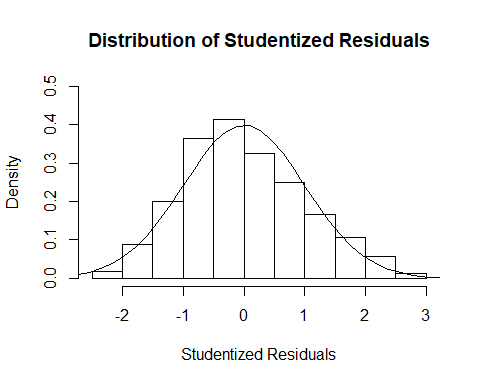 Distribution of Studentized Residuals
Density
0.5
0.4
0.3
0.2
0.1
0.0
-2 -1 0 1 2 3
Studentized Residuals